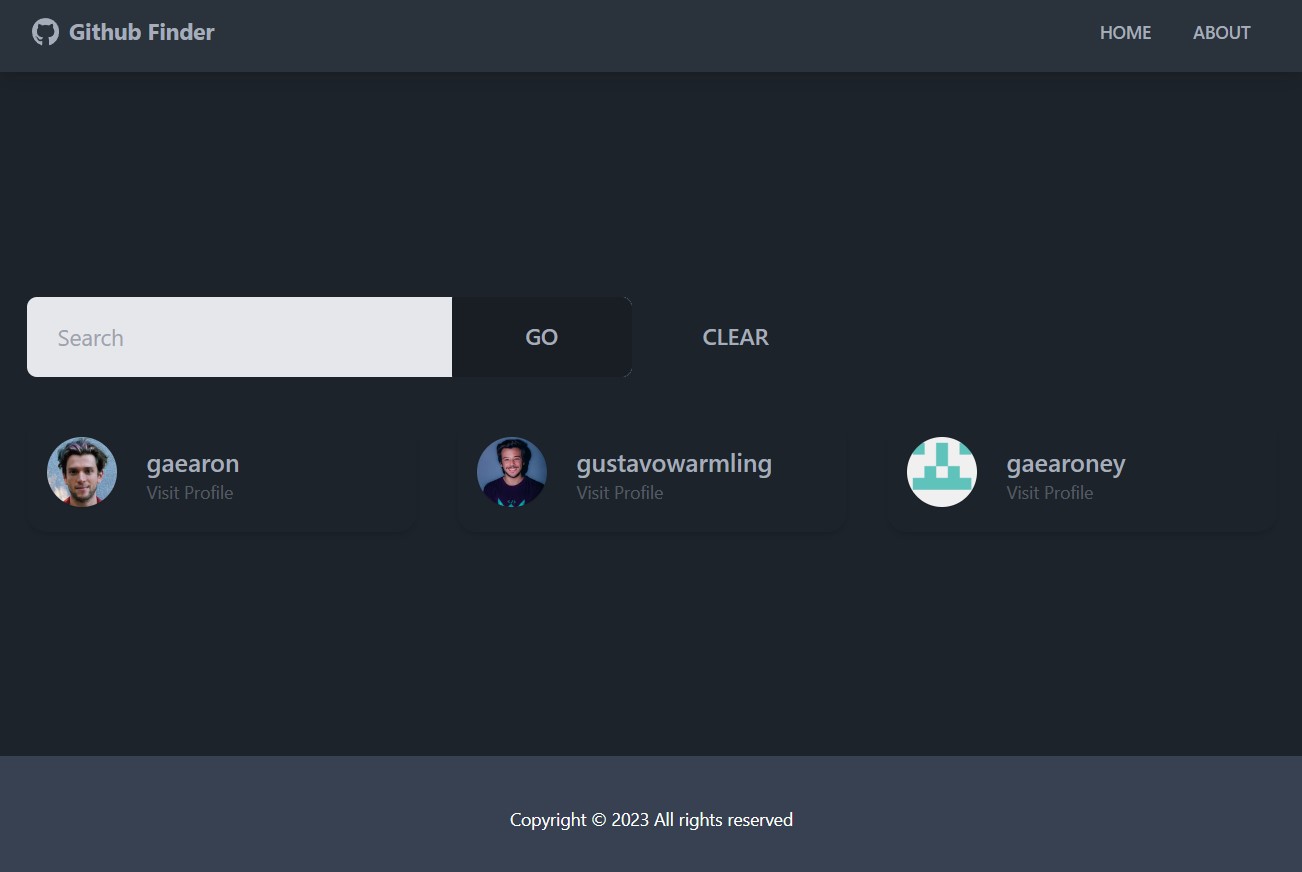 Github Finder
HOME
ABOUT
Search
GO
CLEAR
gaearon
Visit Profile
gustavowarmling
Visit Profile
gaearoney
Visit Profile
Copyright © 2023 All rights reserved